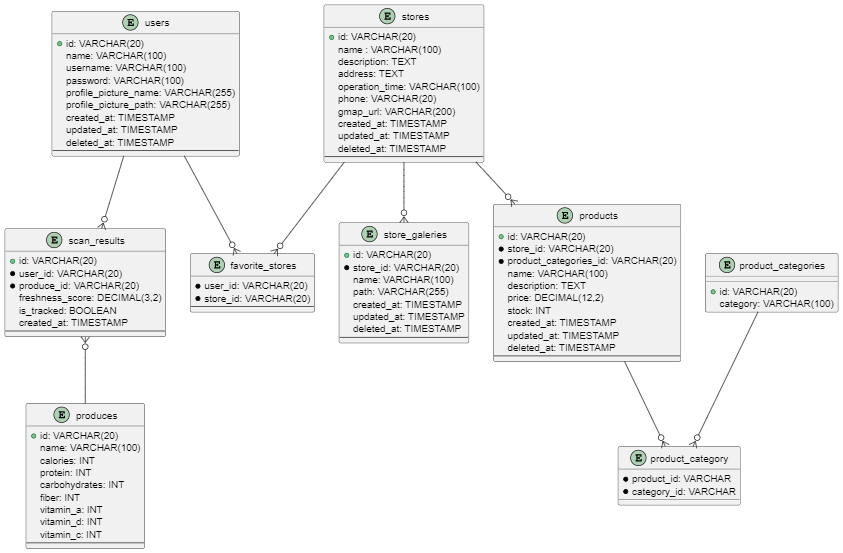 E users
id: VARCHAR(20)
name: VARCHAR(100)
username: VARCHAR(100)
password: VARCHAR(100)
profile_picture_name: VARCHAR(255)
profile_picture_path: VARCHAR(255)
created_at: TIMESTAMP
updated_at: TIMESTAMP
deleted_at: TIMESTAMP
E stores
id: VARCHAR(20)
name : VARCHAR(100)
description: TEXT
address: TEXT
operation_time: VARCHAR(100)
phone: VARCHAR(20)
gmap_url: VARCHAR(200)
created_at: TIMESTAMP
updated_at: TIMESTAMP
deleted_at: TIMESTAMP
E scan_results
id: VARCHAR(20)
user_id: VARCHAR(20)
produce_id: VARCHAR(20)
freshness_score: DECIMAL(3,2)
is_tracked: BOOLEAN
created_at: TIMESTAMP
E favorite_stores
user_id: VARCHAR(20)
store_id: VARCHAR(20)
E store_galeries
id: VARCHAR(20)
store_id: VARCHAR(20)
name: VARCHAR(100)
path: VARCHAR(255)
created_at: TIMESTAMP
updated_at: TIMESTAMP
deleted_at: TIMESTAMP
E products
id: VARCHAR(20)
store_id: VARCHAR(20)
product_categories_id: VARCHAR(20)
name: VARCHAR(100)
description: TEXT
price: DECIMAL(12,2)
stock: INT
created_at: TIMESTAMP
updated_at: TIMESTAMP
deleted_at: TIMESTAMP
E product_categories
id: VARCHAR(20)
category: VARCHAR(100)
E produces
id: VARCHAR(20)
name: VARCHAR(100)
calories: INT
protein: INT
carbohydrates: INT
fiber: INT
vitamin_a: INT
vitamin_d: INT
vitamin_c: INT
E product_category
product_id: VARCHAR
category_id: VARCHAR